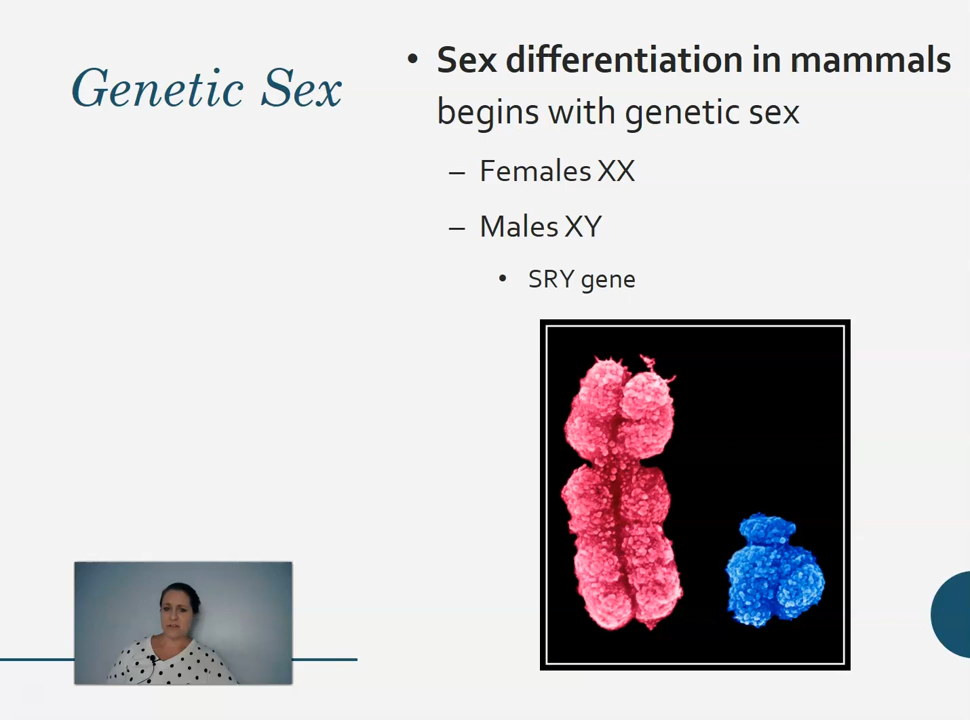 Genetic Sex
• Sex differentiation in mammals
begins with genetic sex
– Females XX
– Males XY
• SRY gene